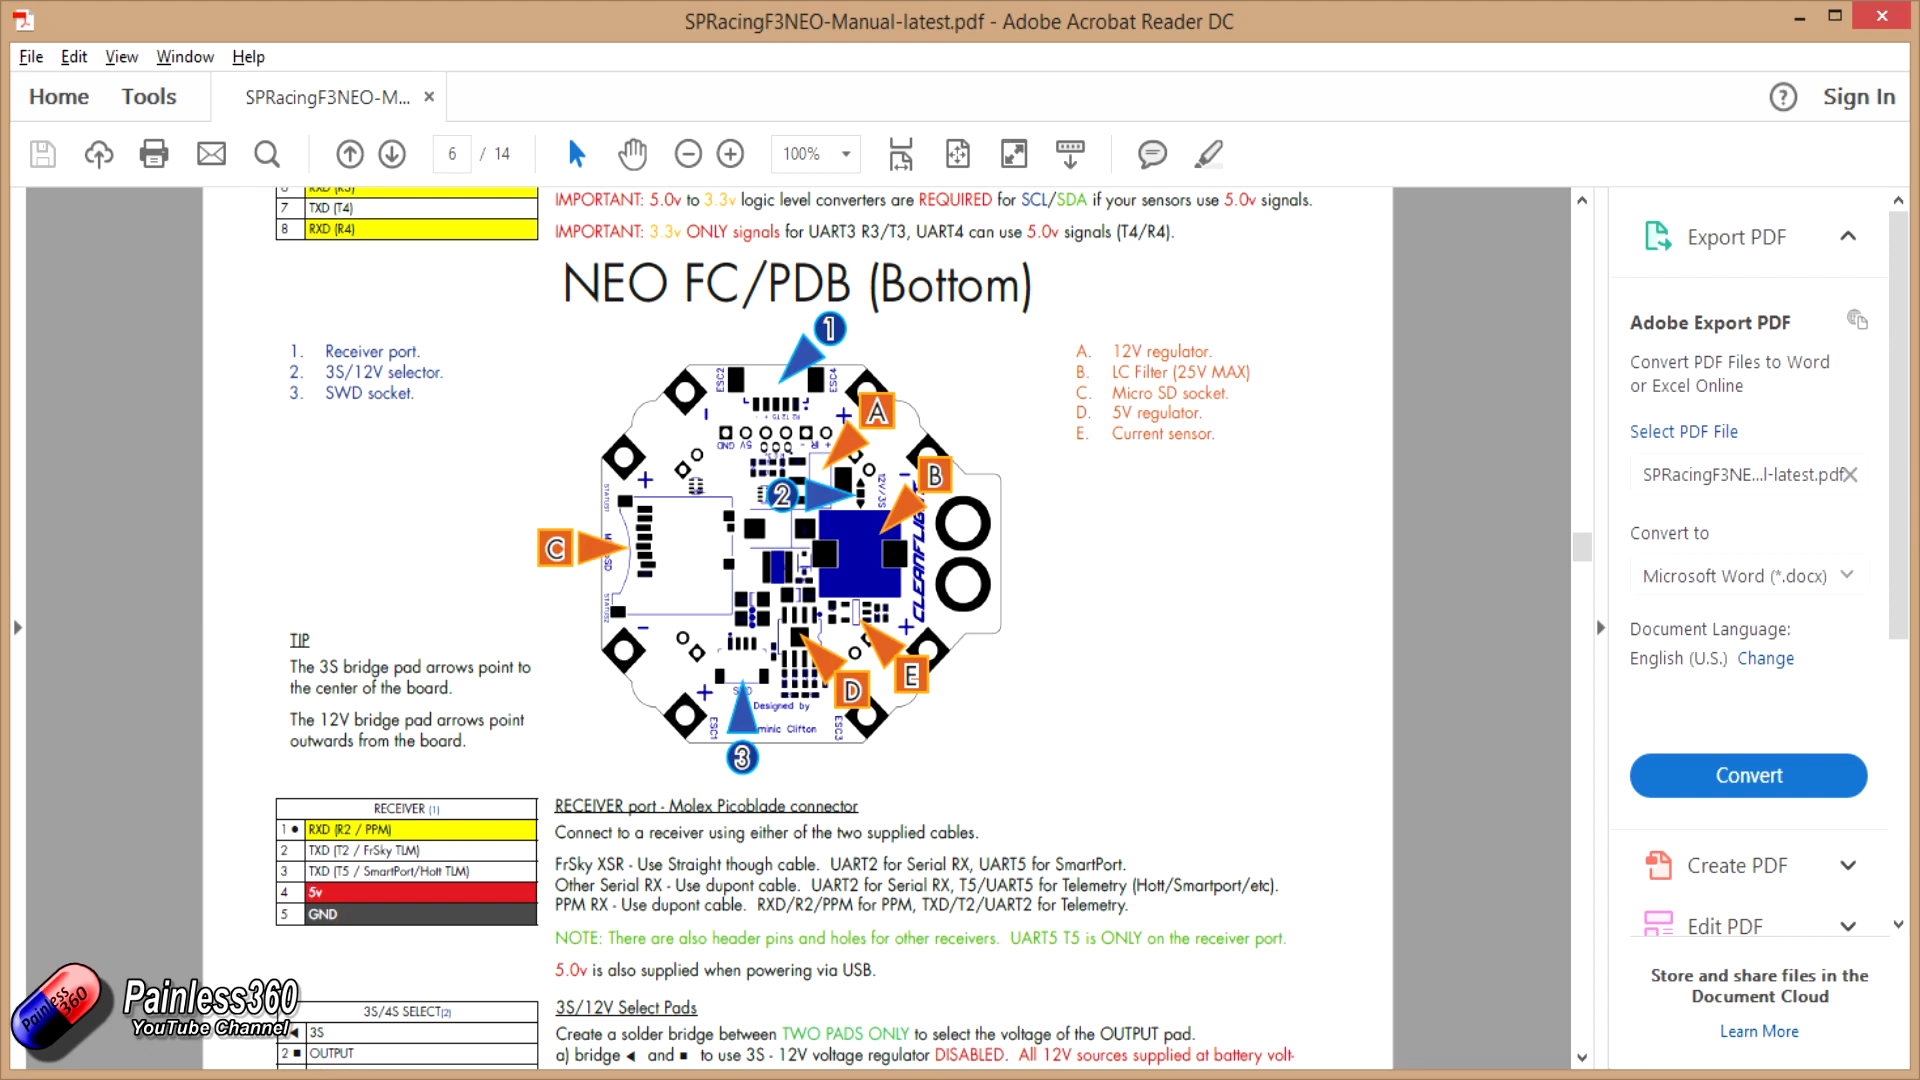 SPRacingF3NEO-Manual-latest.pdf - Adobe Acrobat Reader DC
File Edit View Window Help
Home Tools SPRacingF3NEO-M... × ? Sign In
6 / 14 100%
7 TXD (T4)
8 RXD (R4)
IMPORTANT: 5.0v to 3.3v logic level converters are REQUIRED for SCL/SDA if your sensors use 5.0v signals.
IMPORTANT: 3.3v ONLY signals for UART3 R3/T3, UART4 can use 5.0v signals (T4/R4).
NEO FC/PDB (Bottom)
1. Receiver port.
2. 3S/12V selector.
3. SWD socket.
1
ESC2
ESC4
A
GND 5V
B
2
12V/3S
STATUS1
C
CLEANFLIGHT
STATUS2
D
E
Designed by
minic Clifton
ESC1
ESC3
3
A. 12V regulator.
B. LC Filter (25V MAX)
C. Micro SD socket.
D. 5V regulator.
E. Current sensor.
TIP
The 3S bridge pad arrows point to
the center of the board.
The 12V bridge pad arrows point
outwards from the board.
RECEIVER (1)
1 ● RXD (R2 / PPM)
2 TXD (T2 / FrSky TLM)
3 TXD (T5 / SmartPort/Hott TLM)
4 5v
5 GND
RECEIVER port - Molex Picoblade connector
Connect to a receiver using either of the two supplied cables.
FrSky XSR - Use Straight though cable. UART2 for Serial RX, UART5 for SmartPort.
Other Serial RX - Use dupont cable. UART2 for Serial RX, T5/UART5 for Telemetry (Hott/Smartport/etc).
PPM RX - Use dupont cable. RXD/R2/PPM for PPM, TXD/T2/UART2 for Telemetry.
NOTE: There are also header pins and holes for other receivers. UART5 T5 is ONLY on the receiver port.
5.0v is also supplied when powering via USB.
3S/4S SELECT(2)
◀ 3S
2 ■ OUTPUT
3S/12V Select Pads
Create a solder bridge between TWO PADS ONLY to select the voltage of the OUTPUT pad.
a) bridge ◀ and ■ to use 3S - 12V voltage regulator DISABLED. All 12V sources supplied at battery volt-
Painless360
Painless360
YouTube Channel
Export PDF
Adobe Export PDF
Convert PDF Files to Word
or Excel Online
Select PDF File
SPRacingF3NE...l-latest.pdf
Convert to
Microsoft Word (*.docx)
Document Language:
English (U.S.) Change
Convert
Create PDF
Edit PDF
Store and share files in the
Document Cloud
Learn More